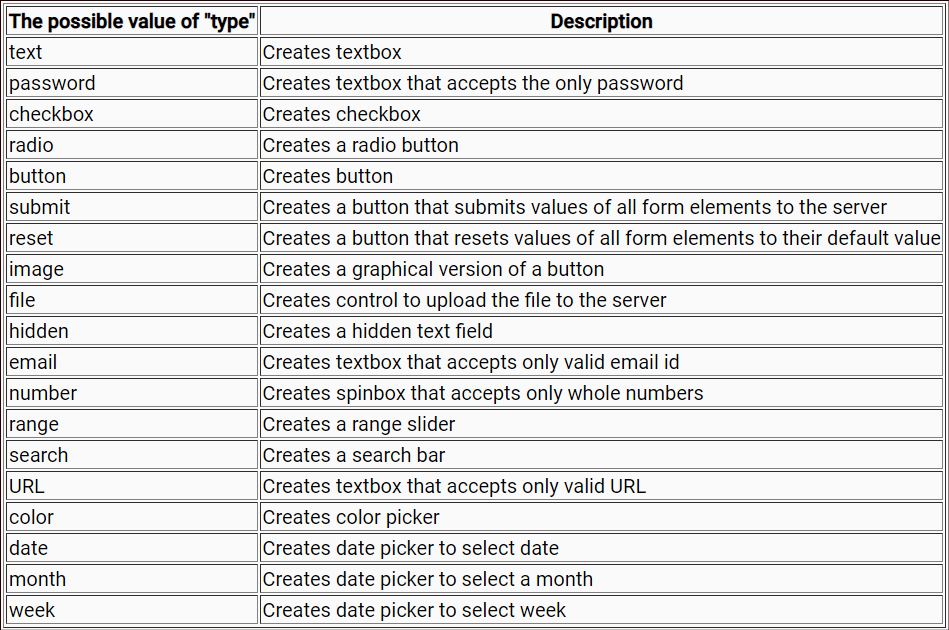 The possible value of "type" Description
text Creates textbox
password Creates textbox that accepts the only password
checkbox Creates checkbox
radio Creates a radio button
button Creates button
submit Creates a button that submits values of all form elements to the server
reset Creates a button that resets values of all form elements to their default value
image Creates a graphical version of a button
file Creates control to upload the file to the server
hidden Creates a hidden text field
email Creates textbox that accepts only valid email id
number Creates spinbox that accepts only whole numbers
range Creates a range slider
search Creates a search bar
URL Creates textbox that accepts only valid URL
color Creates color picker
date Creates date picker to select date
month Creates date picker to select a month
week Creates date picker to select week